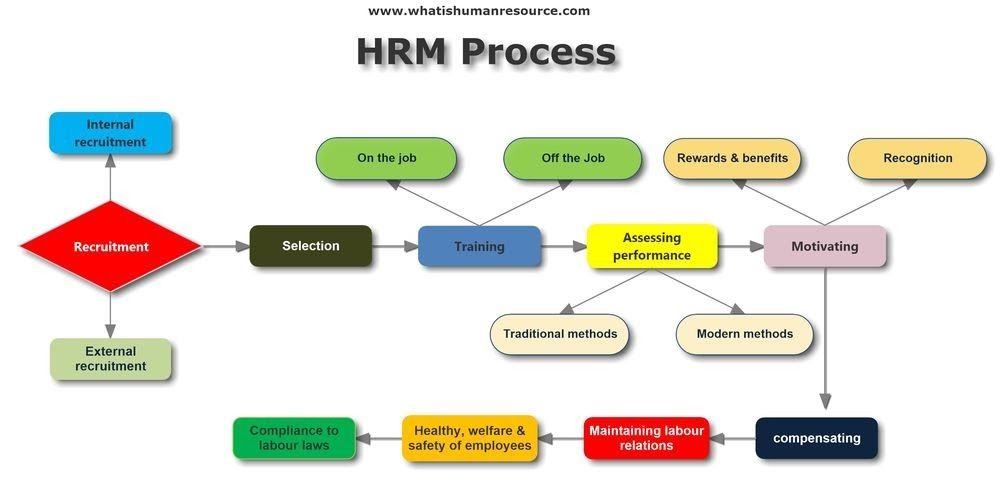 www.whatishumanresource.com
HRM Process
Internal
recruitment
On the job
Off the Job
Rewards & benefits
Recognition
Recruitment
Selection
Training
Assessing
performance
Motivating
Traditional methods
Modern methods
External
recruitment
Compliance to
labour laws
Healthy, welfare &
safety of employees
Maintaining labour
relations
compensating